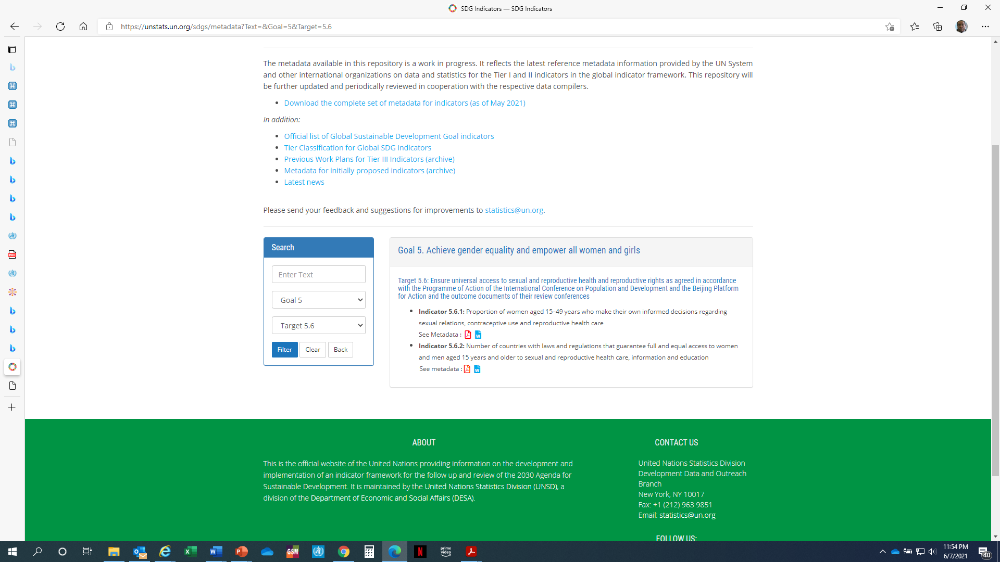 SDG Indicators — SDG Indicators
https://unstats.un.org/sdgs/metadata?Text=&Goal=5&Target=5.6
The metadata available in this repository is a work in progress. It reflects the latest reference metadata information provided by the UN System
and other international organizations on data and statistics for the Tier I and II indicators in the global indicator framework. This repository will
be further updated and periodically reviewed in cooperation with the respective data compilers.
Download the complete set of metadata for indicators (as of May 2021)
In addition:
Official list of Global Sustainable Development Goal indicators
Tier Classification for Global SDG Indicators
Previous Work Plans for Tier III Indicators (archive)
Metadata for initially proposed indicators (archive)
Latest news
Please send your feedback and suggestions for improvements to statistics@un.org.
Search
Enter Text
Goal 5
Target 5.6
Filter
Clear
Back
Goal 5. Achieve gender equality and empower all women and girls
Target 5.6: Ensure universal access to sexual and reproductive health and reproductive rights as agreed in accordance
with the Programme of Action of the International Conference on Population and Development and the Beijing Platform
for Action and the outcome documents of their review conferences
Indicator 5.6.1: Proportion of women aged 15–49 years who make their own informed decisions regarding
sexual relations, contraceptive use and reproductive health care
See Metadata :
Indicator 5.6.2: Number of countries with laws and regulations that guarantee full and equal access to women
and men aged 15 years and older to sexual and reproductive health care, information and education
See metadata :
ABOUT
This is the official website of the United Nations providing information on the development and
implementation of an indicator framework for the follow up and review of the 2030 Agenda for
Sustainable Development. It is maintained by the United Nations Statistics Division (UNSD), a
division of the Department of Economic and Social Affairs (DESA).
CONTACT US
United Nations Statistics Division
Development Data and Outreach
Branch
New York, NY 10017
Fax: +1 (212) 963 9851
Email: statistics@un.org
FOLLOW US:
GSM
prime
video
11:54 PM
6/7/2021
40